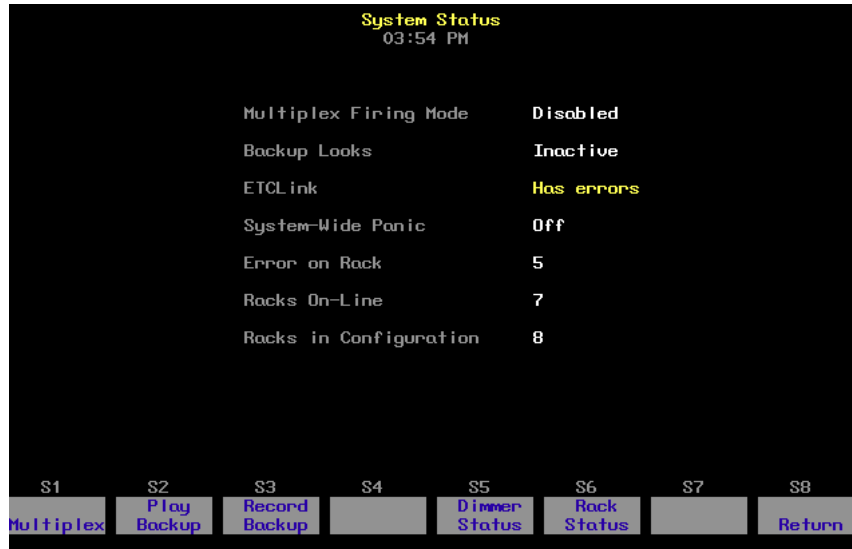 System Status
03:54 PM
Multiplex Firing Mode Disabled
Backup Looks Inactive
ETCLink Has errors
System-Wide Panic Off
Error on Rack 5
Racks On-Line 7
Racks in Configuration 8
S1 S2 S3 S4 S5 S6 S7 S8
Play Record Dimmer Rack
Multiplex Backup Backup Status Status Return